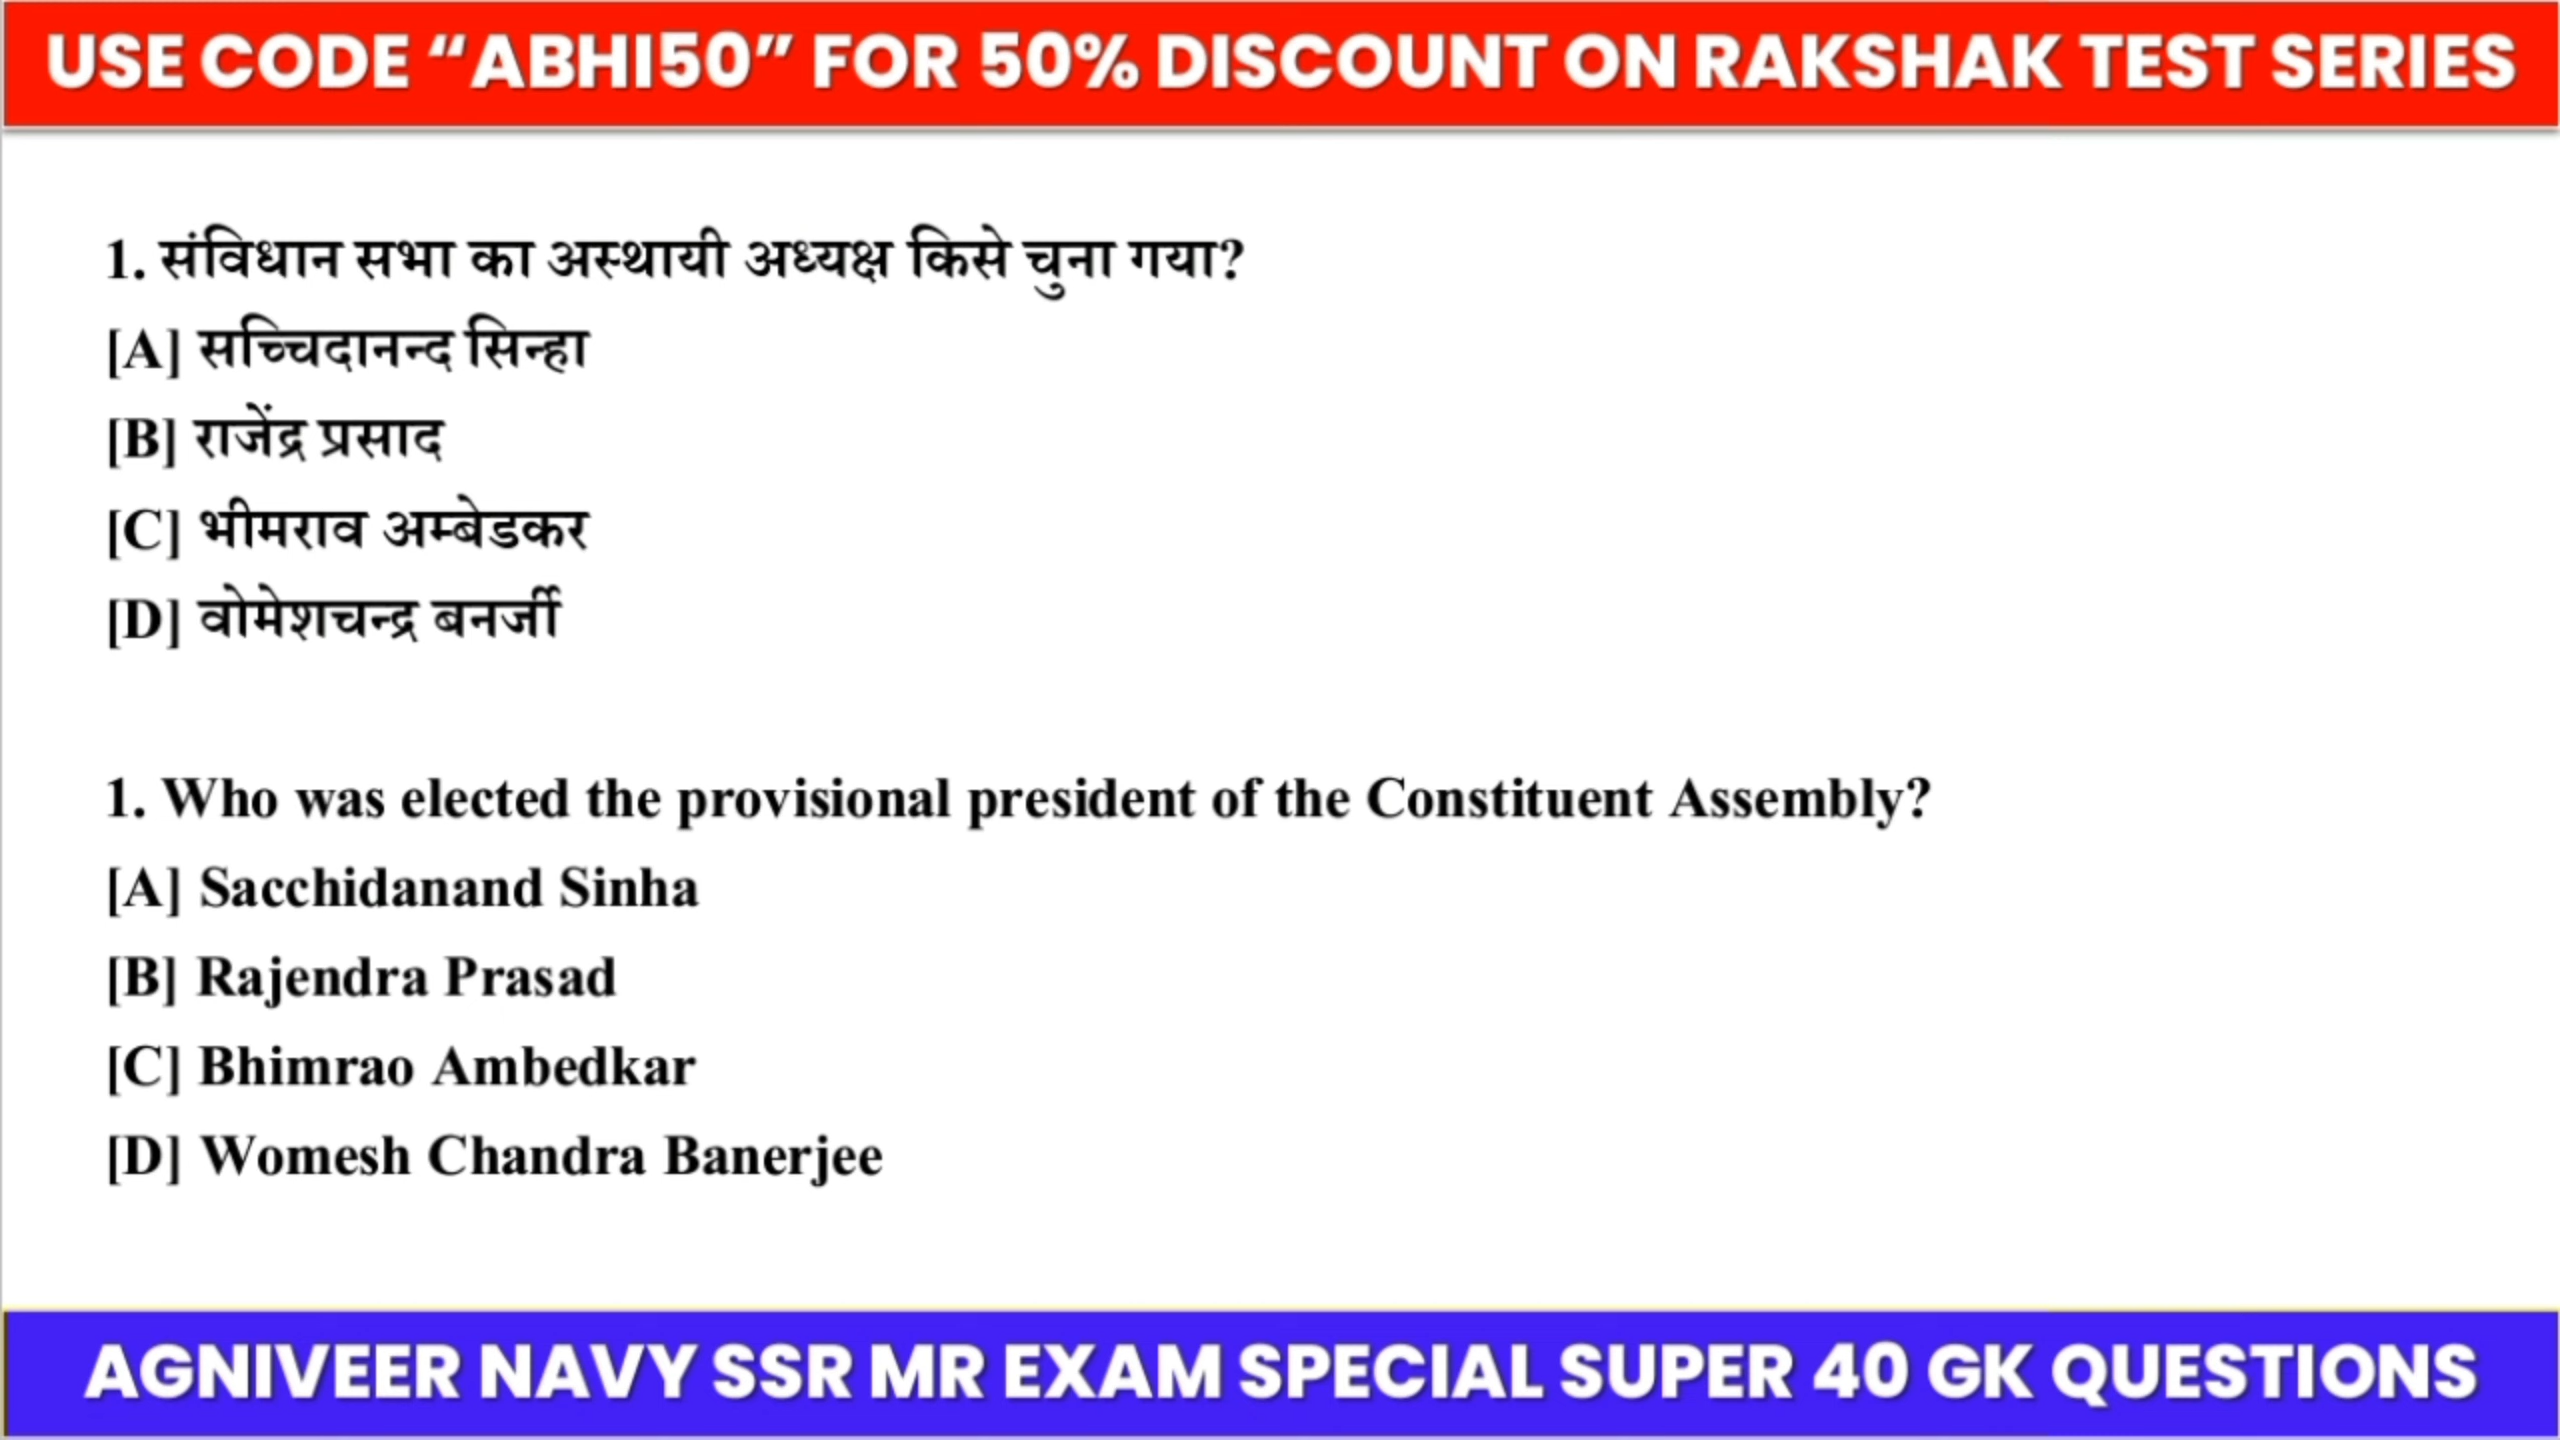 USE CODE “ABHI50” FOR 50% DISCOUNT ON RAKSHAK TEST SERIES
1. संविधान सभा का अस्थायी अध्यक्ष किसे चुना गया?
[A] सच्चिदानन्द सिन्हा
[B] राजेंद्र प्रसाद
[C] भीमराव अम्बेडकर
[D] वोमेशचन्द्र बनर्जी
1. Who was elected the provisional president of the Constituent Assembly?
[A] Sacchidanand Sinha
[B] Rajendra Prasad
[C] Bhimrao Ambedkar
[D] Womesh Chandra Banerjee
AGNIVEER NAVY SSR MR EXAM SPECIAL SUPER 40 GK QUESTIONS